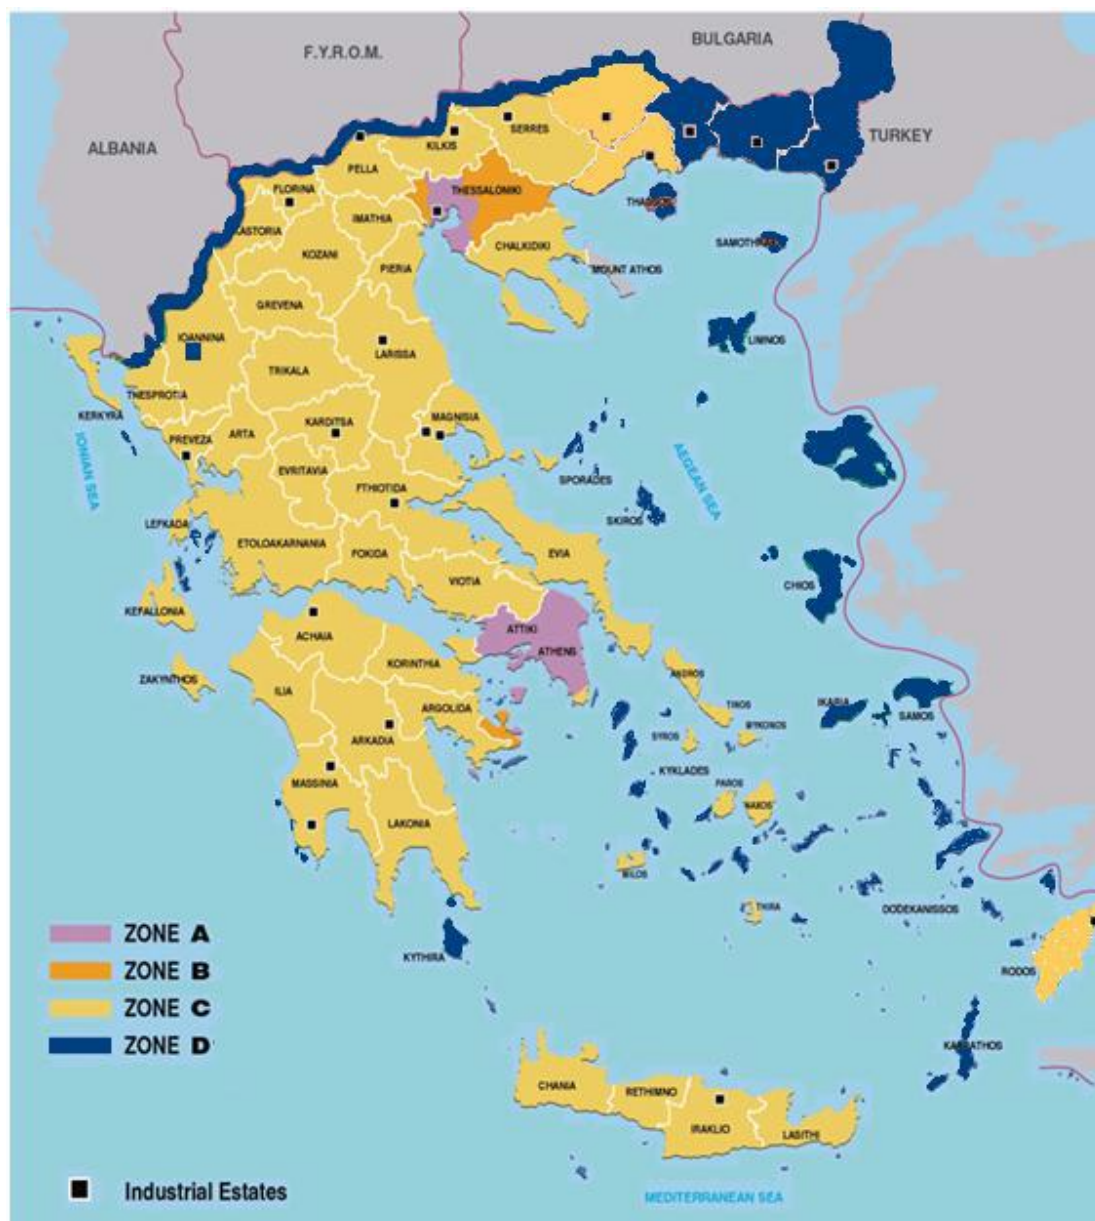 BULGARIA
F.Y.R.O.M.
TURKEY
ALBANIA
SERRES
KILKIS
PELLA
THESSALONIKI
FLORINA
IMATHIA
KASTORIA
CHALKIDIKI
KOZANI
PIERIA
MOUNT ATHOS
GREVENA
IOANNINA
LIMNOS
LARISSA
TRIKALA
THESPROTIA
KERKYRA
MAGNISIA
KARDITSA
ARTA
PREVEZA
IONIAN SEA
AEGEAN SEA
EVRITAVIA
SPORADES
FTHIOTIDA
SKIROS
LEFKADA
ETOLOAKARNANIA
FOKIDA
EVIA
VIOTIA
CHIOS
KEFALLONIA
ATTIKI
ACHAIA
ATHENS
KORINTHIA
ANDROS
ZAKYNTHOS
ILIA
IKARIA
TINOS
ARGOLIDA
SAMOS
MYKONOS
SYROS
ARKADIA
KYKLADES
MASSINIA
PAROS
NAXOS
LAKONIA
MILOS
THIRA
DODEKANISSOS
ZONE A
KYTHIRA
ZONE B
RODOS
ZONE C
ZONE D
KARPATHOS
CHANIA
RETHIMNO
IRAKLIO
LASITHI
Industrial Estates
MEDITERRANEAN SEA